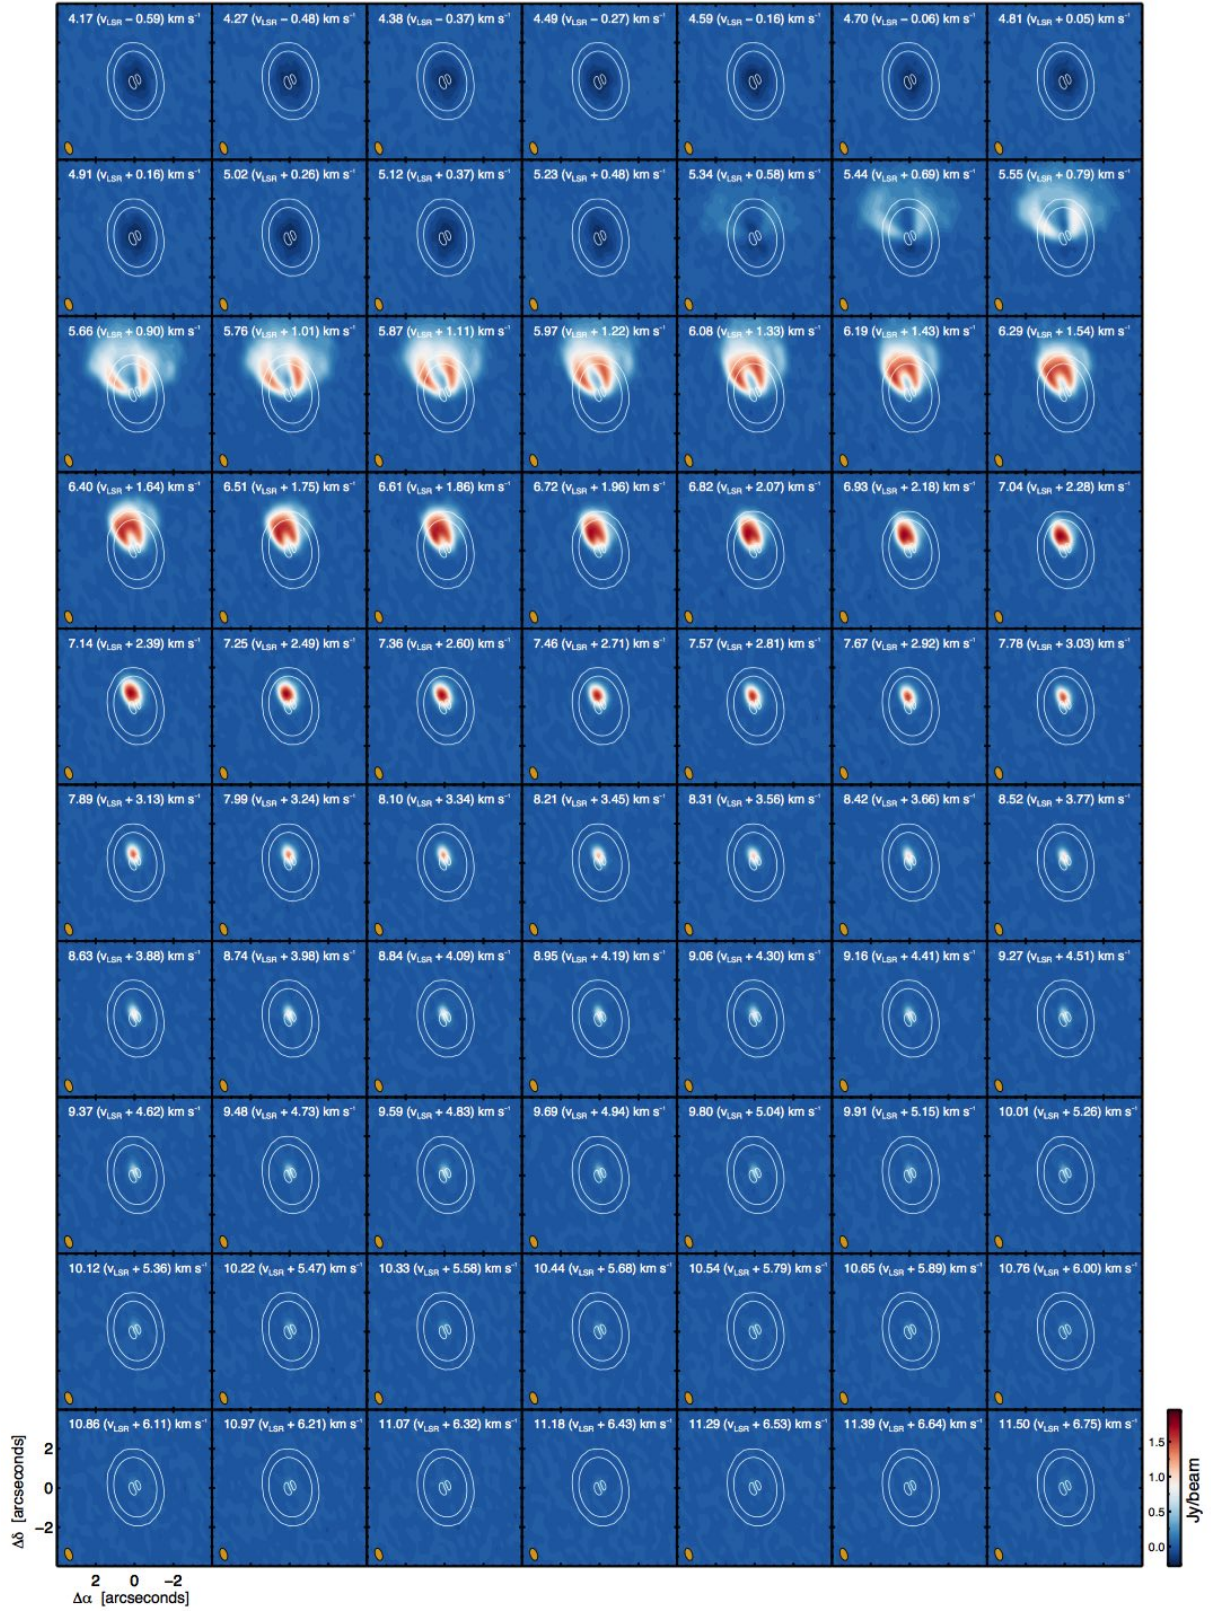 4.17 (v_LSR − 0.59) km s⁻¹ 4.27 (v_LSR − 0.48) km s⁻¹ 4.38 (v_LSR − 0.37) km s⁻¹ 4.49 (v_LSR − 0.27) km s⁻¹ 4.59 (v_LSR − 0.16) km s⁻¹ 4.70 (v_LSR − 0.06) km s⁻¹ 4.81 (v_LSR + 0.05) km s⁻¹
4.91 (v_LSR + 0.16) km s⁻¹ 5.02 (v_LSR + 0.26) km s⁻¹ 5.12 (v_LSR + 0.37) km s⁻¹ 5.23 (v_LSR + 0.48) km s⁻¹ 5.34 (v_LSR + 0.58) km s⁻¹ 5.44 (v_LSR + 0.69) km s⁻¹ 5.55 (v_LSR + 0.79) km s⁻¹
5.66 (v_LSR + 0.90) km s⁻¹ 5.76 (v_LSR + 1.01) km s⁻¹ 5.87 (v_LSR + 1.11) km s⁻¹ 5.97 (v_LSR + 1.22) km s⁻¹ 6.08 (v_LSR + 1.33) km s⁻¹ 6.19 (v_LSR + 1.43) km s⁻¹ 6.29 (v_LSR + 1.54) km s⁻¹
6.40 (v_LSR + 1.64) km s⁻¹ 6.51 (v_LSR + 1.75) km s⁻¹ 6.61 (v_LSR + 1.86) km s⁻¹ 6.72 (v_LSR + 1.96) km s⁻¹ 6.82 (v_LSR + 2.07) km s⁻¹ 6.93 (v_LSR + 2.18) km s⁻¹ 7.04 (v_LSR + 2.28) km s⁻¹
7.14 (v_LSR + 2.39) km s⁻¹ 7.25 (v_LSR + 2.49) km s⁻¹ 7.36 (v_LSR + 2.60) km s⁻¹ 7.46 (v_LSR + 2.71) km s⁻¹ 7.57 (v_LSR + 2.81) km s⁻¹ 7.67 (v_LSR + 2.92) km s⁻¹ 7.78 (v_LSR + 3.03) km s⁻¹
7.89 (v_LSR + 3.13) km s⁻¹ 7.99 (v_LSR + 3.24) km s⁻¹ 8.10 (v_LSR + 3.34) km s⁻¹ 8.21 (v_LSR + 3.45) km s⁻¹ 8.31 (v_LSR + 3.56) km s⁻¹ 8.42 (v_LSR + 3.66) km s⁻¹ 8.52 (v_LSR + 3.77) km s⁻¹
8.63 (v_LSR + 3.88) km s⁻¹ 8.74 (v_LSR + 3.98) km s⁻¹ 8.84 (v_LSR + 4.09) km s⁻¹ 8.95 (v_LSR + 4.19) km s⁻¹ 9.06 (v_LSR + 4.30) km s⁻¹ 9.16 (v_LSR + 4.41) km s⁻¹ 9.27 (v_LSR + 4.51) km s⁻¹
9.37 (v_LSR + 4.62) km s⁻¹ 9.48 (v_LSR + 4.73) km s⁻¹ 9.59 (v_LSR + 4.83) km s⁻¹ 9.69 (v_LSR + 4.94) km s⁻¹ 9.80 (v_LSR + 5.04) km s⁻¹ 9.91 (v_LSR + 5.15) km s⁻¹ 10.01 (v_LSR + 5.26) km s⁻¹
10.12 (v_LSR + 5.36) km s⁻¹ 10.22 (v_LSR + 5.47) km s⁻¹ 10.33 (v_LSR + 5.58) km s⁻¹ 10.44 (v_LSR + 5.68) km s⁻¹ 10.54 (v_LSR + 5.79) km s⁻¹ 10.65 (v_LSR + 5.89) km s⁻¹ 10.76 (v_LSR + 6.00) km s⁻¹
10.86 (v_LSR + 6.11) km s⁻¹ 10.97 (v_LSR + 6.21) km s⁻¹ 11.07 (v_LSR + 6.32) km s⁻¹ 11.18 (v_LSR + 6.43) km s⁻¹ 11.29 (v_LSR + 6.53) km s⁻¹ 11.39 (v_LSR + 6.64) km s⁻¹ 11.50 (v_LSR + 6.75) km s⁻¹
2
0
−2
Δδ [arcseconds]
2 0 −2
Δα [arcseconds]
1.5
1.0
0.5
0.0
Jy/beam